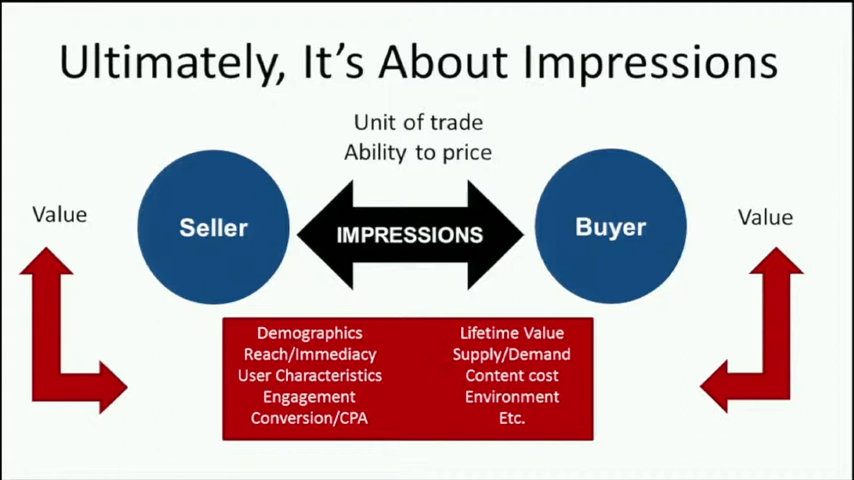 Ultimately, It's About Impressions
Unit of trade
Ability to price
Value
Seller
IMPRESSIONS
Buyer
Value
Demographics
Reach/Immediacy
User Characteristics
Engagement
Conversion/CPA
Lifetime Value
Supply/Demand
Content cost
Environment
Etc.